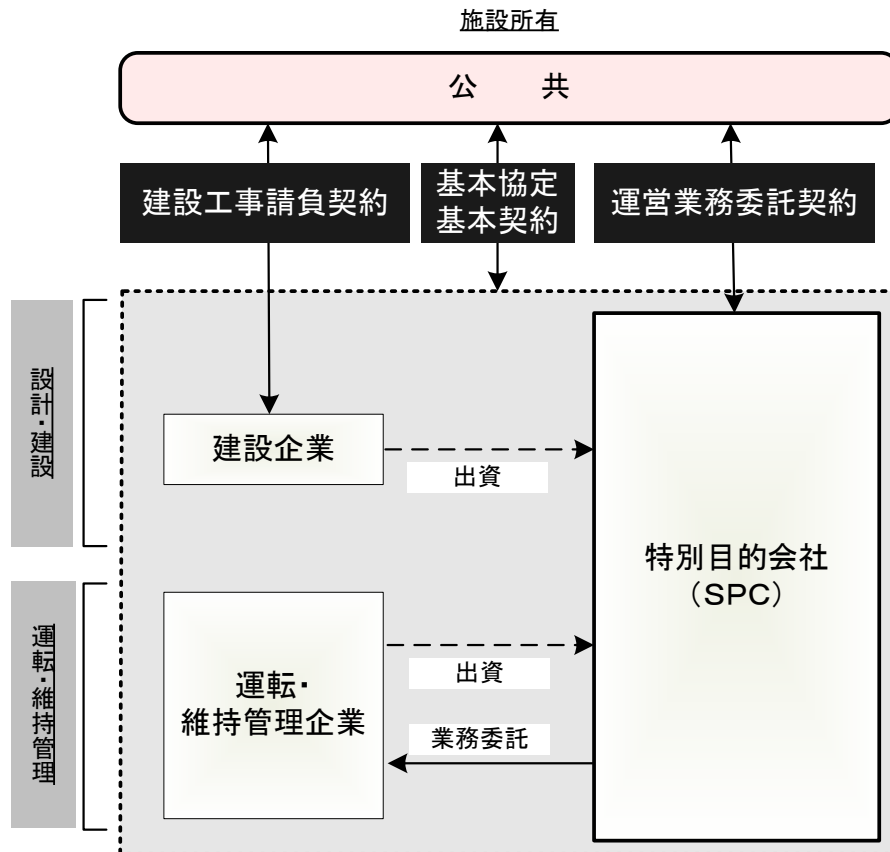 施設所有
公　　共
建設工事請負契約
基本協定
基本契約
運営業務委託契約
設計・建設
建設企業
出資
特別目的会社
（SPC）
運転・維持管理
運転・
維持管理企業
出資
業務委託